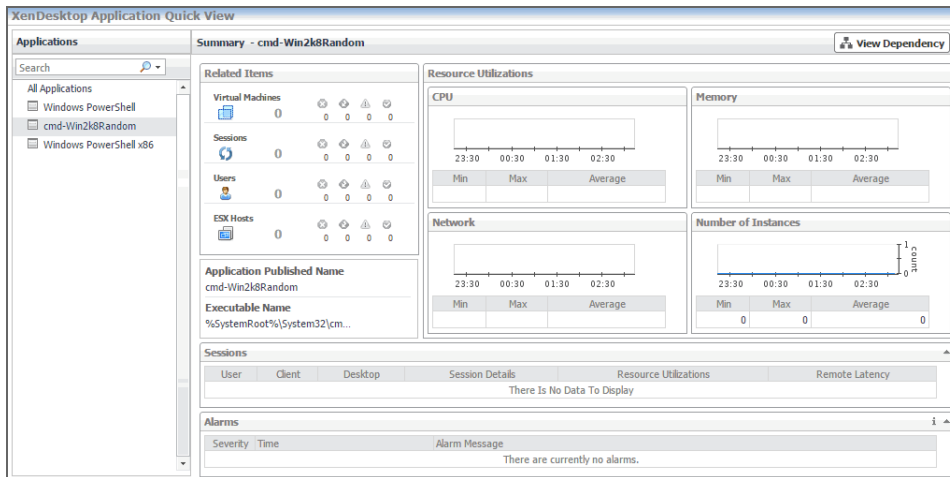 XenDesktop Application Quick View
Applications
Search
All Applications
Windows PowerShell
cmd-Win2k8Random
Windows PowerShell x86
Summary - cmd-Win2k8Random
View Dependency
Related Items
Virtual Machines
0 0 0 0 0
Sessions
0 0 0 0 0
Users
0 0 0 0 0
ESX Hosts
0 0 0 0 0
Application Published Name
cmd-Win2k8Random
Executable Name
%SystemRoot%\System32\cm...
Resource Utilizations
CPU
23:30 00:30 01:30 02:30
Min Max Average
Memory
23:30 00:30 01:30 02:30
Min Max Average
Network
23:30 00:30 01:30 02:30
Min Max Average
Number of Instances
1
count
0
23:30 00:30 01:30 02:30
Min Max Average
0 0 0
Sessions
User Client Desktop Session Details Resource Utilizations Remote Latency
There Is No Data To Display
Alarms
Severity Time Alarm Message
There are currently no alarms.